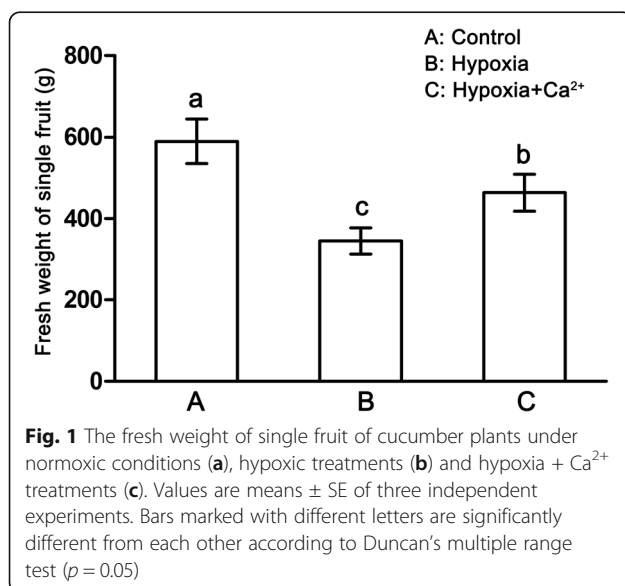 A: Control
B: Hypoxia
C: Hypoxia+Ca²⁺
Fresh weight of single fruit (g)
800
600
400
200
0
a
c
b
A
B
C
Fig. 1 The fresh weight of single fruit of cucumber plants under
normoxic conditions (a), hypoxic treatments (b) and hypoxia + Ca²⁺
treatments (c). Values are means ± SE of three independent
experiments. Bars marked with different letters are significantly
different from each other according to Duncan’s multiple range
test (p = 0.05)